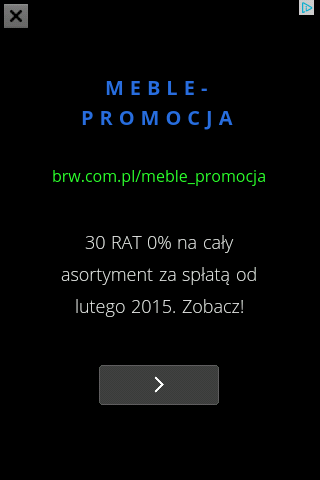 MEBLE-
PROMOCJA
brw.com.pl/meble_promocja
30 RAT 0% na cały
asortyment za spłatą od
lutego 2015. Zobacz!